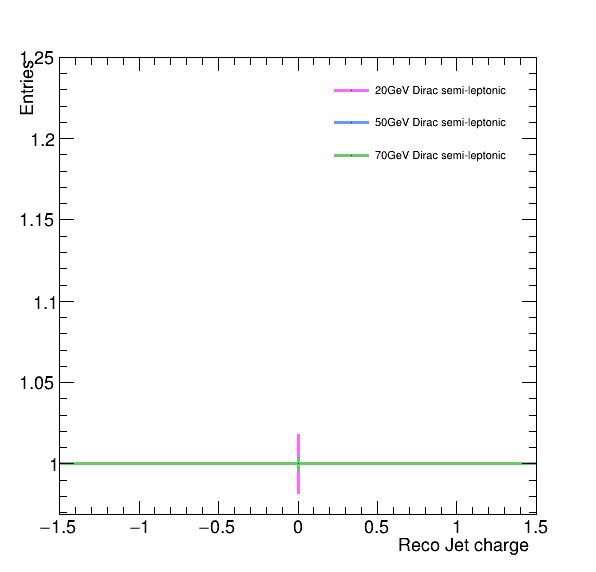 1.25
Entries
20GeV Dirac semi-leptonic
50GeV Dirac semi-leptonic
1.2
70GeV Dirac semi-leptonic
1.15
1.1
1.05
1
−1.5 −1 −0.5 0 0.5 1 1.5
Reco Jet charge